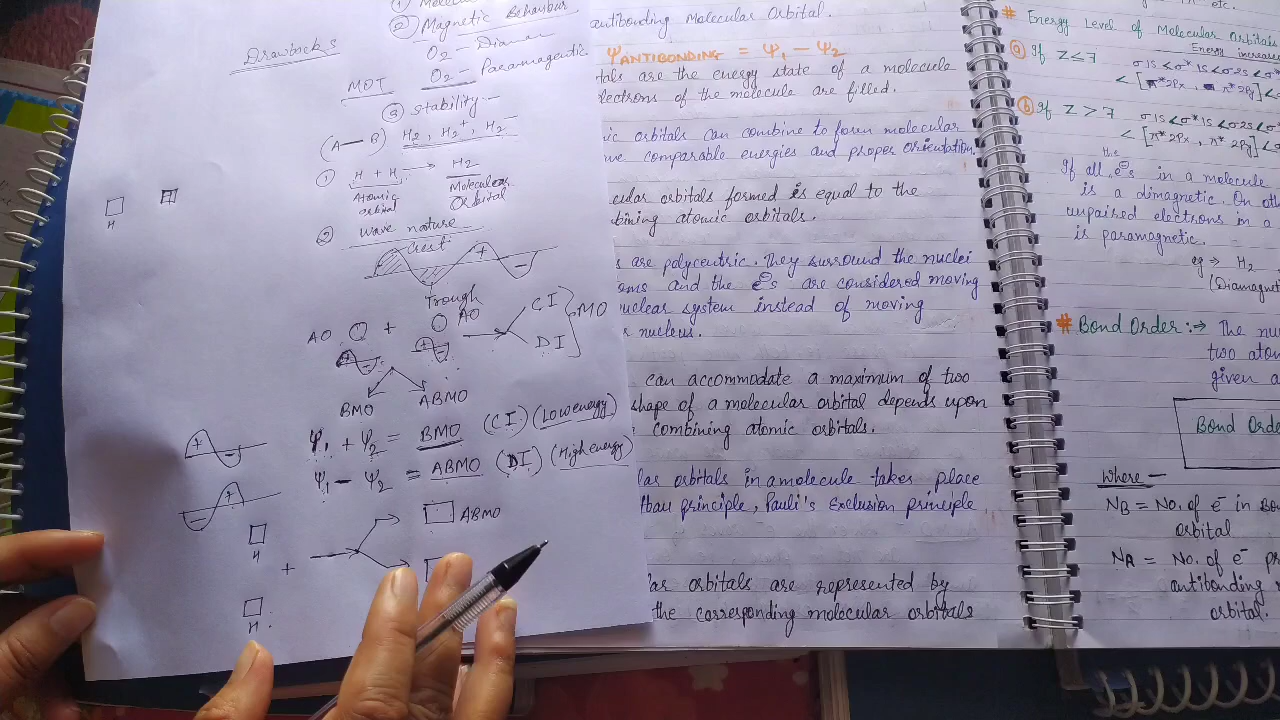 Drawbacks
② Magnetic Behaviour
O2 - Diama
O2 - Paramagnetic
MOT
③ stability -
(A - B) H2, H2+, H2-
① H + H → H2
Atomic orbital
Molecular Orbital
② wave nature
Crest
+
-
Trough
AO + AO
CI
DI
MO
BMO
ABMO
Ψ1 + Ψ2 = BMO (CI) (Low energy)
Ψ1 - Ψ2 = ABMO (DI) (High energy)
ABMO
H
+
H
H
antibonding Molecular Orbital.
ΨANTIBONDING = Ψ1 - Ψ2
tals are the energy state of a molecule
lectrons of the molecule are filled.
ic orbitals can combine to form molecular
ve comparable energies and proper orientation.
cular orbitals formed is equal to the
bining atomic orbitals.
s are polycentric. They surround the nuclei
oms and the e̅s are considered moving
nuclear system instead of moving
nucleus.
can accommodate a maximum of two
shape of a molecular orbital depends upon
combining atomic orbitals.
lar orbitals in a molecule takes place
fbau principle, Pauli's Exclusion principle
lar orbitals are represented by
the corresponding molecular orbitals
etc.
# Energy Level of Molecular Orbitals
Energy increase
ⓐ If Z≤7
σ1s <σ*1s <σ2s <σ*
< [π*2Px, π*2Py] <σ
ⓑ If Z > 7
σ1s <σ*1s <σ2s <σ*
< [π*2Px, π*2Py] <σ
If all the e̅s in a molecule
is a dimagnetic. On oth
unpaired electrons in a
is paramagnetic.
eg → H2
(Diamagnet
# Bond Order :→ The nu
two atom
given a
Bond Orde
Where -
NB = No. of e̅ in Bo
orbital
NA = No. of e̅ pr
antibonding
orbital.